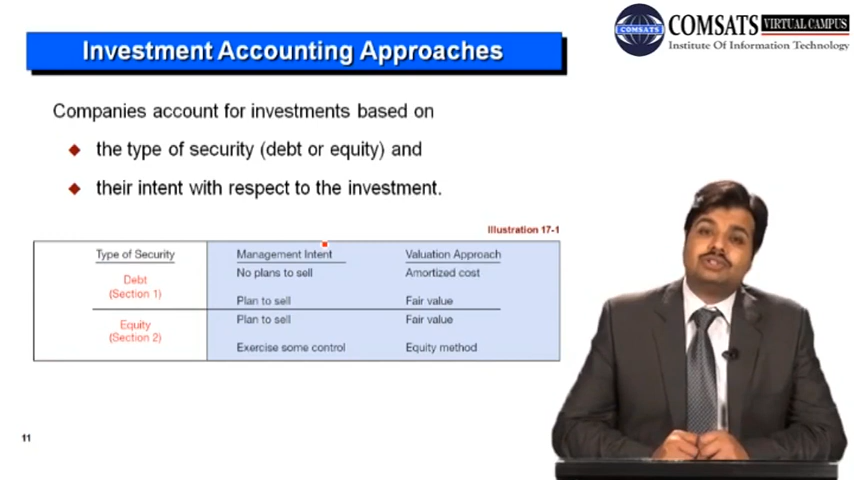 COMSATS VIRTUAL CAMPUS
COMSATS
Institute Of Information Technology
Investment Accounting Approaches
Companies account for investments based on
the type of security (debt or equity) and
their intent with respect to the investment.
Illustration 17-1
Type of Security Management Intent Valuation Approach
Debt No plans to sell Amortized cost
(Section 1) Plan to sell Fair value
Equity Plan to sell Fair value
(Section 2) Exercise some control Equity method
11